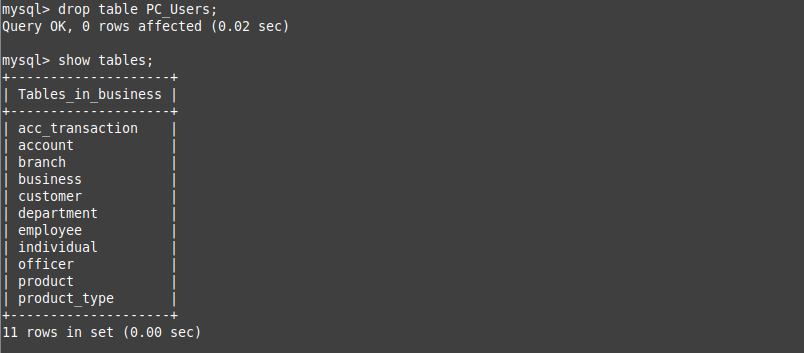 mysql> drop table PC_Users;
Query OK, 0 rows affected (0.02 sec)

mysql> show tables;
+--------------------+
| Tables_in_business |
+--------------------+
| acc_transaction    |
| account            |
| branch             |
| business           |
| customer           |
| department         |
| employee           |
| individual         |
| officer            |
| product            |
| product_type       |
+--------------------+
11 rows in set (0.00 sec)